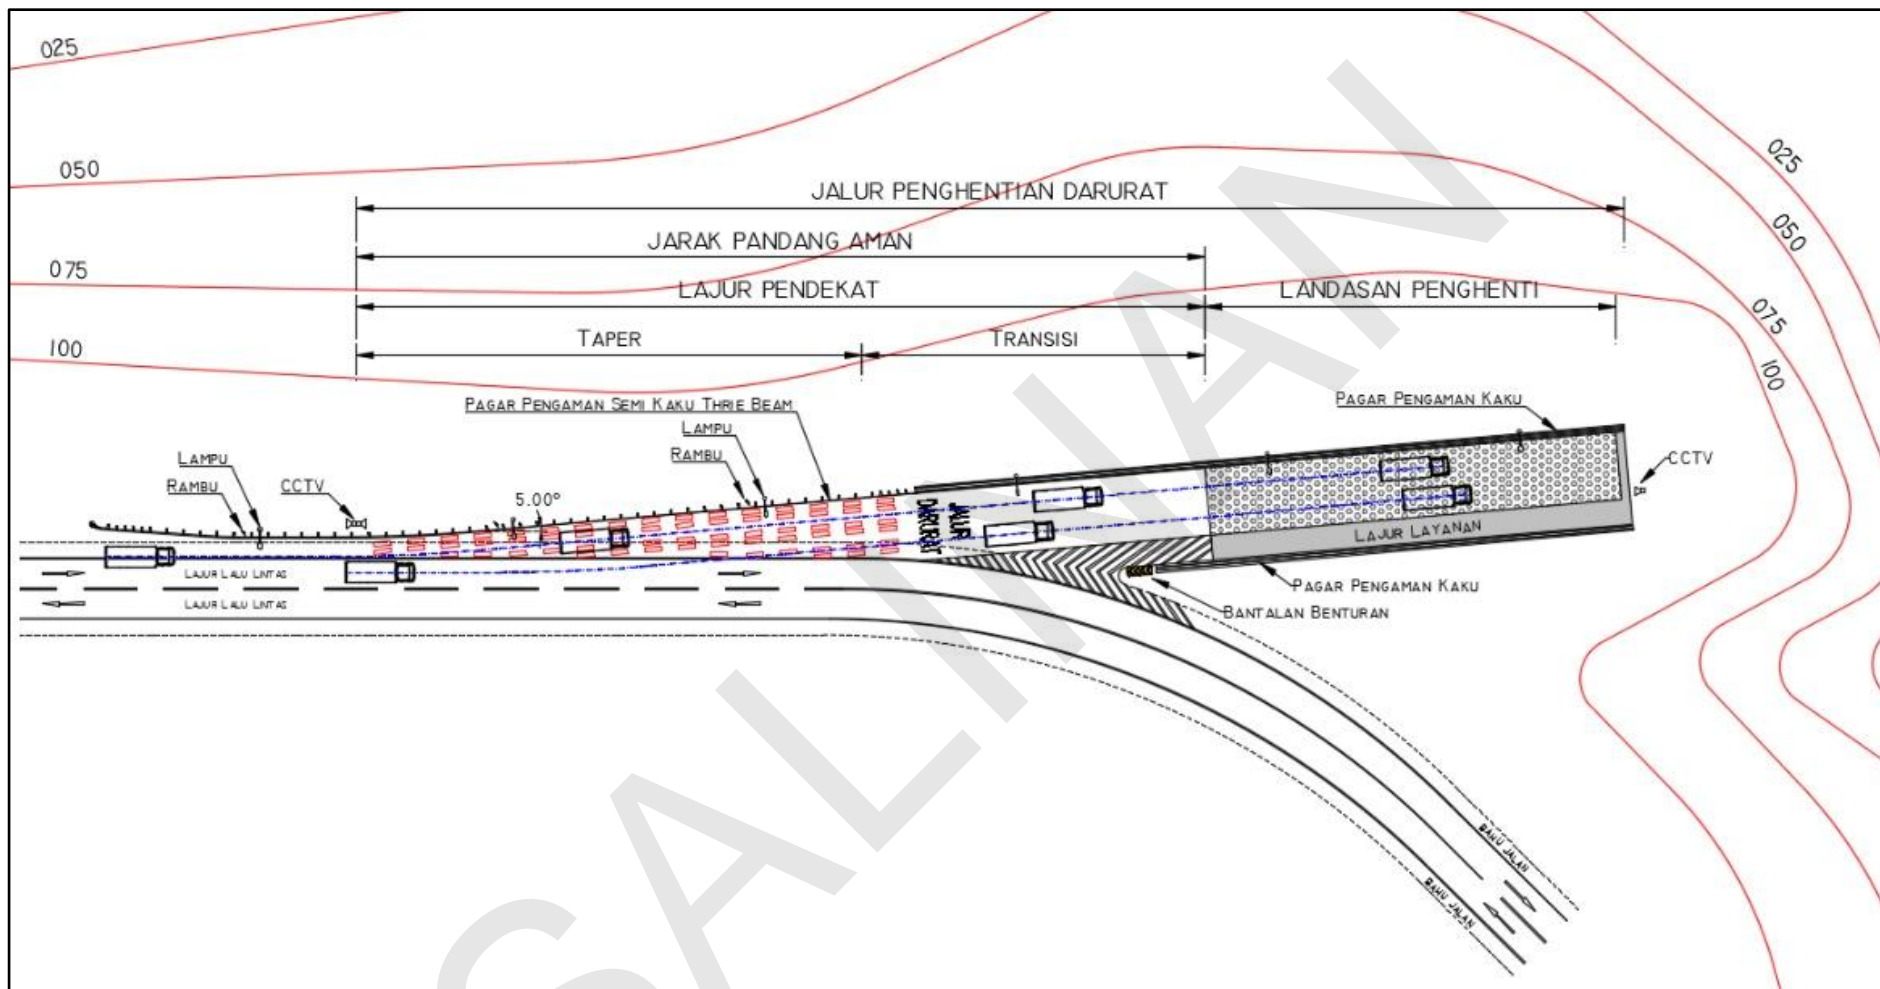 025
050
075
100
JALUR PENGHENTIAN DARURAT
JARAK PANDANG AMAN
LAJUR PENDEKAT
LANDASAN PENGHENTI
TAPER
TRANSISI
025
050
075
100
PAGAR PENGAMAN SEMI KAKU THRIE BEAM
LAMPU
RAMBU
LAMPU
RAMBU
CCTV
5.00°
PAGAR PENGAMAN KAKU
CCTV
JALUR
DARURAT
LAJUR LAYANAN
LAJUR LALU LINTAS
LAJUR LALU LINTAS
PAGAR PENGAMAN KAKU
BANTALAN BENTURAN
BAHU JALAN
BAHU JALAN
SALINAN